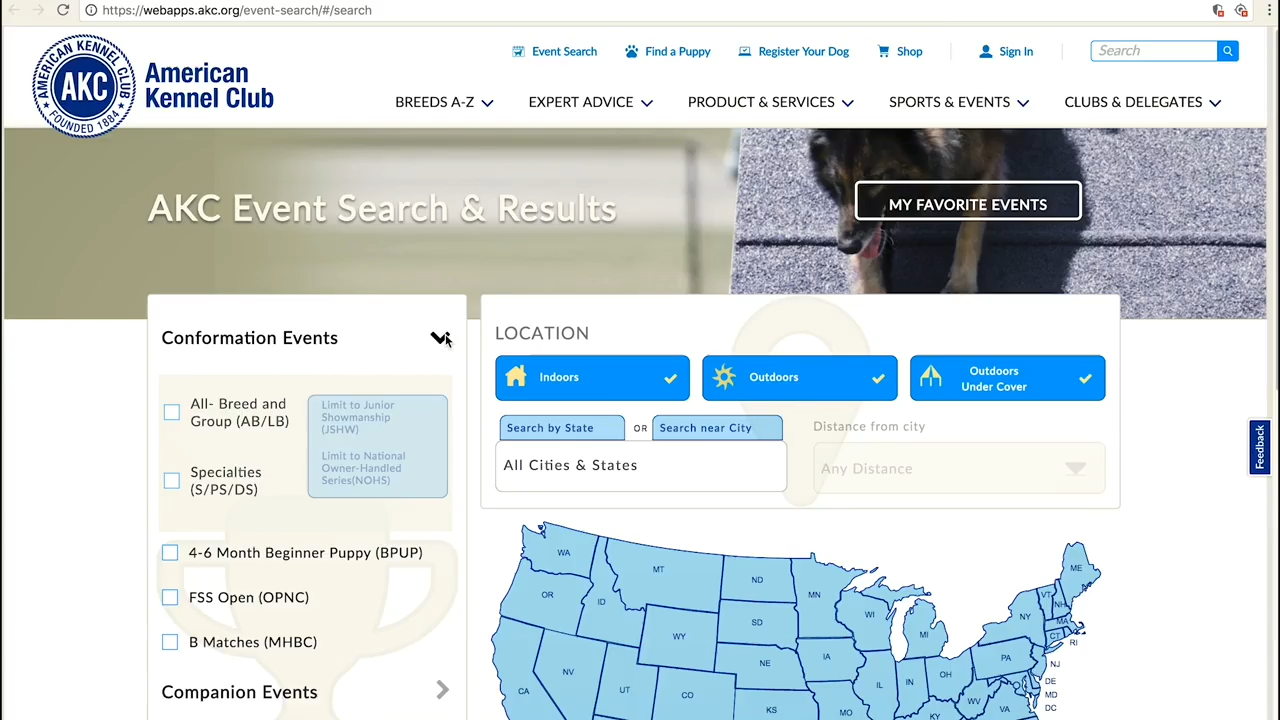 https://webapps.akc.org/event-search/#/search
AMERICAN KENNEL CLUB
AKC
FOUNDED 1884
American
Kennel Club
Event Search
Find a Puppy
Register Your Dog
Shop
Sign In
Search
BREEDS A-Z
EXPERT ADVICE
PRODUCT & SERVICES
SPORTS & EVENTS
CLUBS & DELEGATES
AKC Event Search & Results
MY FAVORITE EVENTS
Conformation Events
All- Breed and
Group (AB/LB)
Limit to Junior
Showmanship
(JSHW)
Limit to National
Owner-Handled
Series(NOHS)
Specialties
(S/PS/DS)
4-6 Month Beginner Puppy (BPUP)
FSS Open (OPNC)
B Matches (MHBC)
Companion Events
LOCATION
Indoors
Outdoors
Outdoors
Under Cover
Search by State
OR
Search near City
Distance from city
All Cities & States
Any Distance
Feedback
WA
MT
ND
MN
ME
OR
ID
SD
WI
MI
NY
VT
NH
MA
CT
RI
WY
NE
IA
PA
NJ
CA
NV
UT
CO
IL
IN
OH
DE
MD
DC
KS
MO
KY
WV
VA